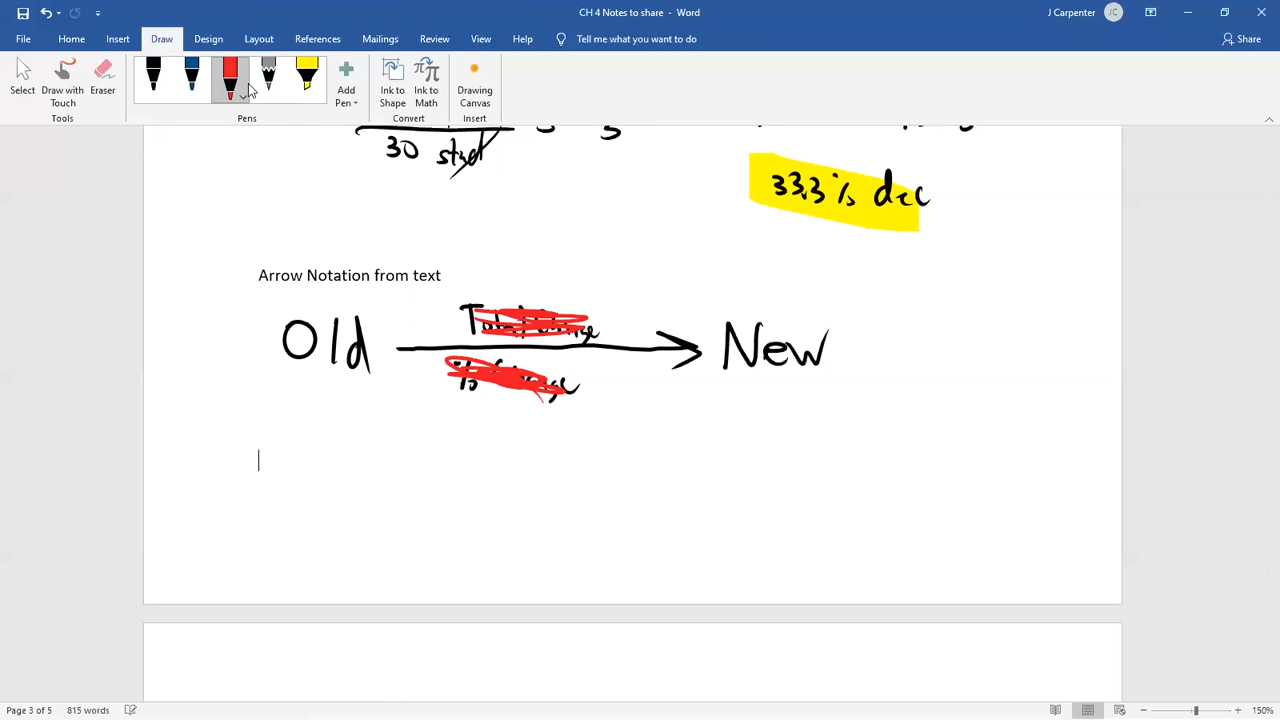 CH 4 Notes to share - Word
J Carpenter JC
File Home Insert Draw Design Layout References Mailings Review View Help Tell me what you want to do Share
Select Draw with Touch Eraser Add Pen Ink to Shape Ink to Math Drawing Canvas
Tools Pens Convert Insert
30 stud
33.3% dec
Arrow Notation from text
Old New
Page 3 of 5 815 words 150%